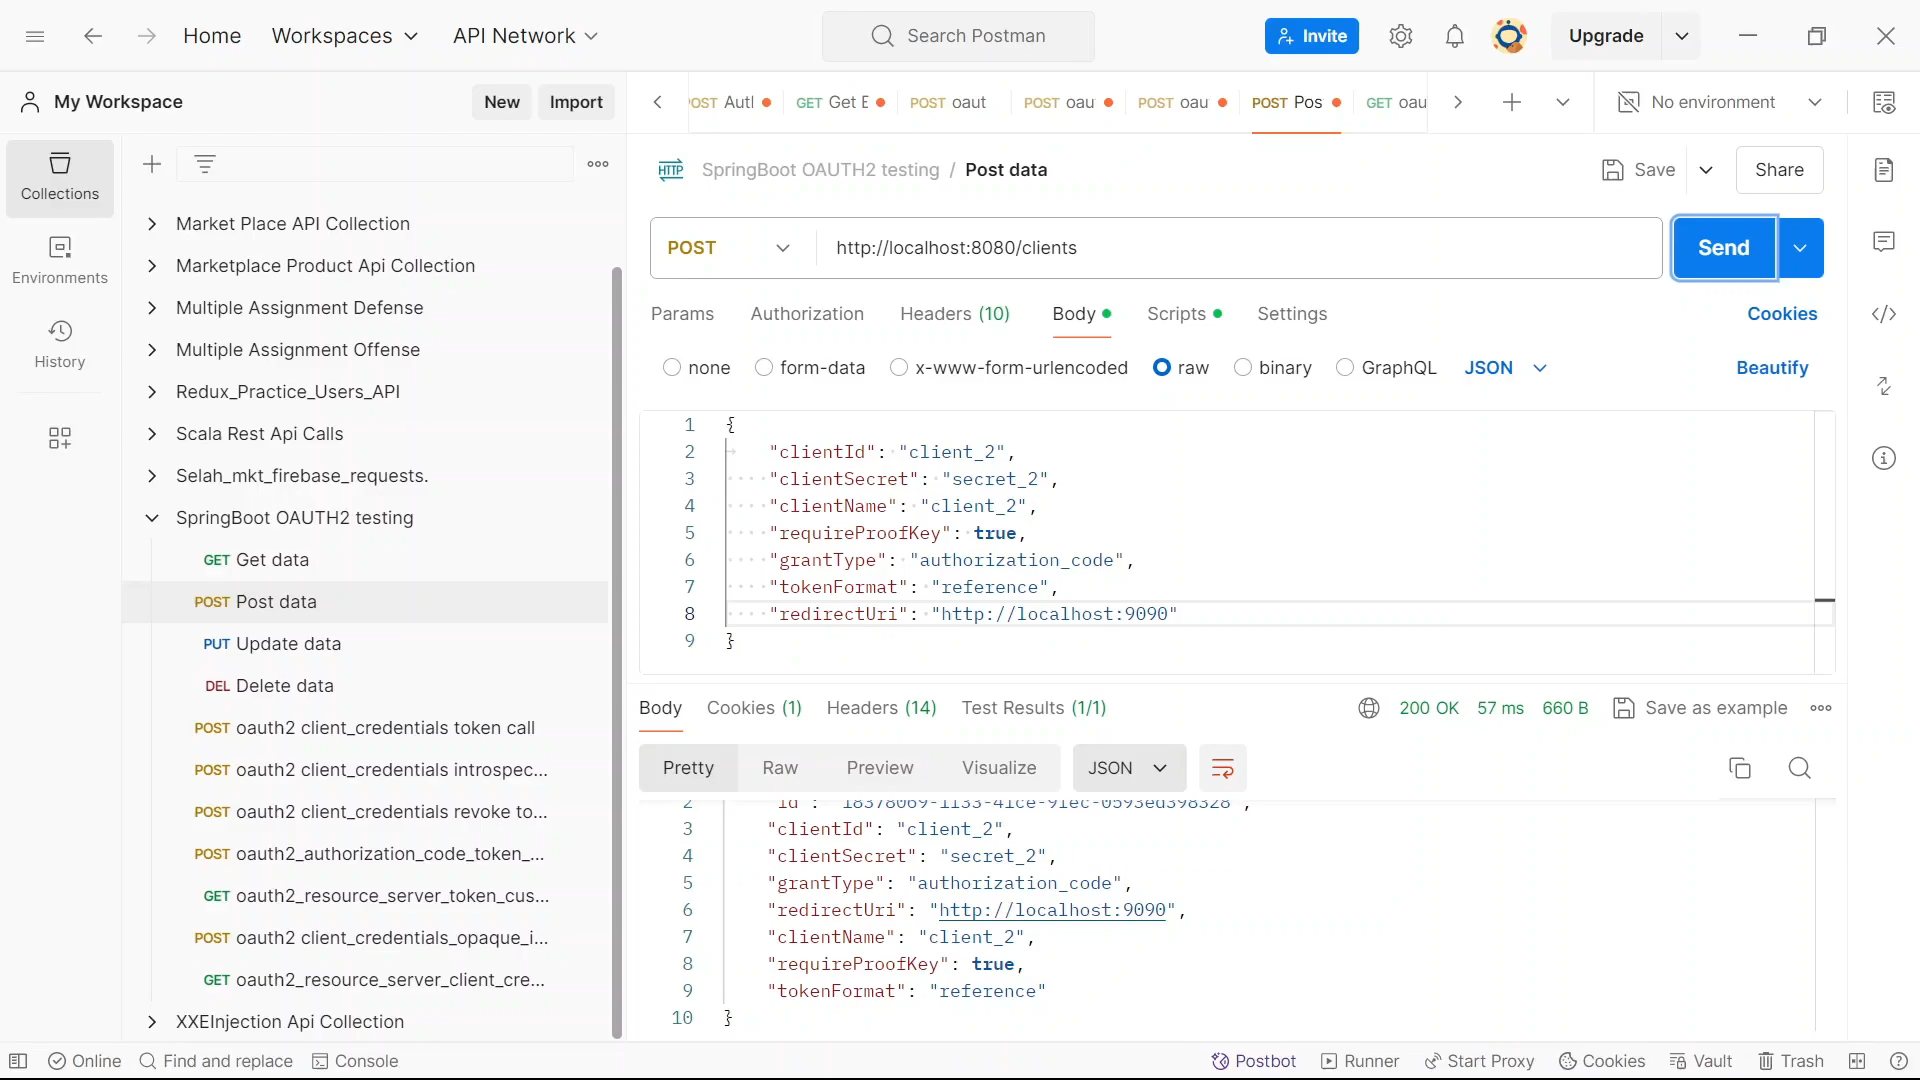 Home Workspaces API Network Search Postman Invite Upgrade
My Workspace New Import
OST Autl GET Get E POST oaut POST oau POST oau POST Pos GET oau No environment
Collections
Environments
History
Market Place API Collection
Marketplace Product Api Collection
Multiple Assignment Defense
Multiple Assignment Offense
Redux_Practice_Users_API
Scala Rest Api Calls
Selah_mkt_firebase_requests.
SpringBoot OAUTH2 testing
GET Get data
POST Post data
PUT Update data
DEL Delete data
POST oauth2 client_credentials token call
POST oauth2 client_credentials introspec...
POST oauth2 client_credentials revoke to...
POST oauth2_authorization_code_token_...
GET oauth2_resource_server_token_cus...
POST oauth2 client_credentials_opaque_i...
GET oauth2_resource_server_client_cre...
XXEInjection Api Collection
HTTP SpringBoot OAUTH2 testing / Post data Save Share
POST http://localhost:8080/clients Send
Params Authorization Headers (10) Body Scripts Settings Cookies
none form-data x-www-form-urlencoded raw binary GraphQL JSON Beautify
1 {
2 "clientId": "client_2",
3 "clientSecret": "secret_2",
4 "clientName": "client_2",
5 "requireProofKey": true,
6 "grantType": "authorization_code",
7 "tokenFormat": "reference",
8 "redirectUri": "http://localhost:9090"
9 }
Body Cookies (1) Headers (14) Test Results (1/1) 200 OK 57 ms 660 B Save as example
Pretty Raw Preview Visualize JSON
2 "id":
3 "clientId": "client_2",
4 "clientSecret": "secret_2",
5 "grantType": "authorization_code",
6 "redirectUri": "http://localhost:9090",
7 "clientName": "client_2",
8 "requireProofKey": true,
9 "tokenFormat": "reference"
10 }
Online Find and replace Console Postbot Runner Start Proxy Cookies Vault Trash